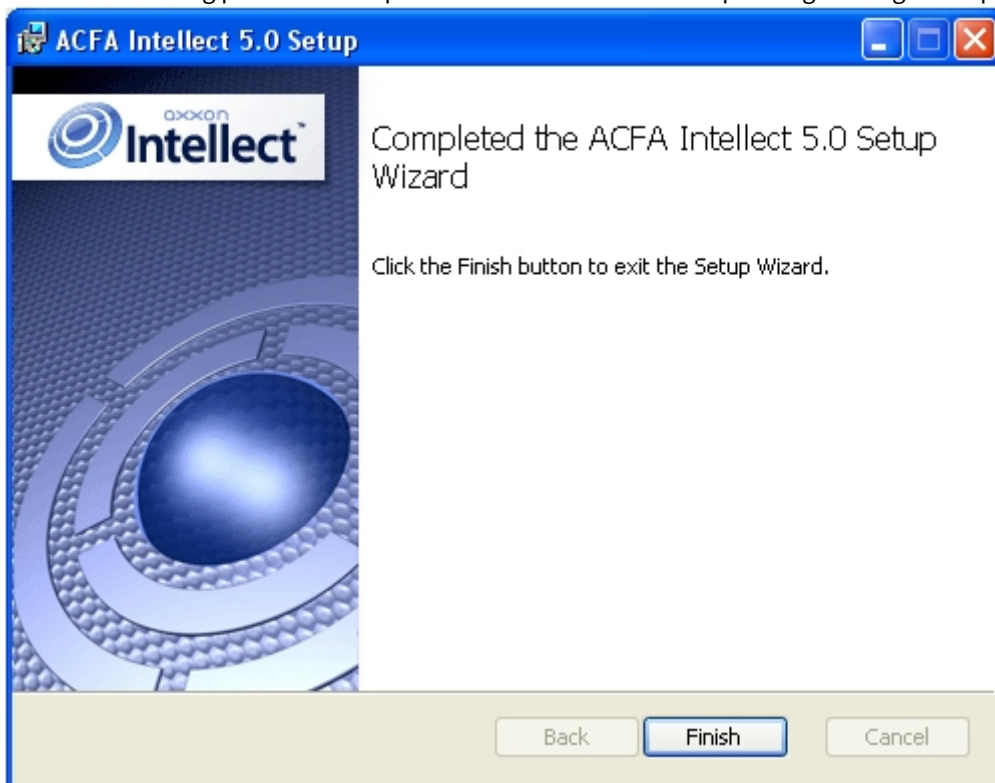 ACFA Intellect 5.0 Setup
axxon
Intellect
Completed the ACFA Intellect 5.0 Setup
Wizard
Click the Finish button to exit the Setup Wizard.
Back Finish Cancel